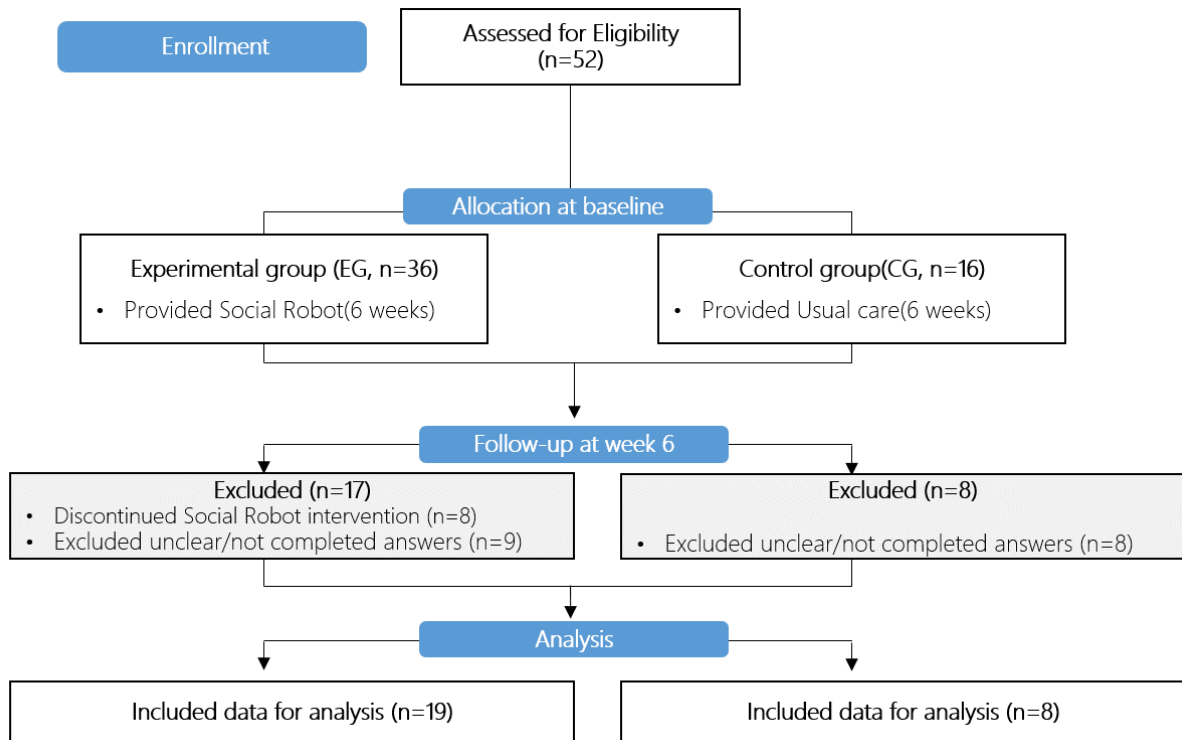 Enrollment
Assessed for Eligibility
(n=52)
Allocation at baseline
Experimental group (EG, n=36)
• Provided Social Robot(6 weeks)
Control group(CG, n=16)
• Provided Usual care(6 weeks)
Follow-up at week 6
Excluded (n=17)
• Discontinued Social Robot intervention (n=8)
• Excluded unclear/not completed answers (n=9)
Excluded (n=8)
• Excluded unclear/not completed answers (n=8)
Analysis
Included data for analysis (n=19)
Included data for analysis (n=8)